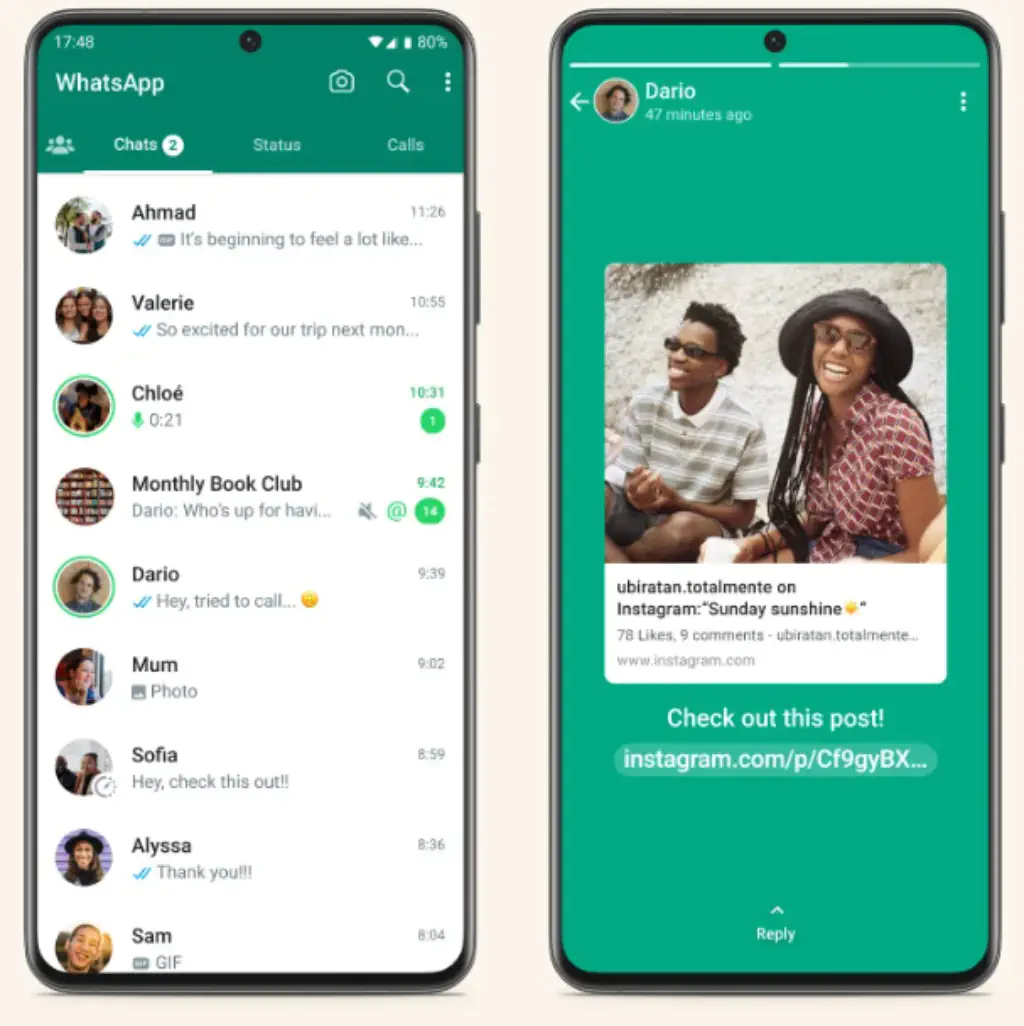 17:48 80%
WhatsApp
Chats 2 Status Calls
Ahmad 11:26
GIF It's beginning to feel a lot like...
Valerie 10:55
So excited for our trip next mon...
Chloé 10:31
0:21 1
Monthly Book Club 9:42
Dario: Who's up for havi... @ 14
Dario 9:39
Hey, tried to call... 🙁
Mum 9:02
Photo
Sofia 8:59
Hey, check this out!!
Alyssa 8:36
Thank you!!!
Sam 8:04
GIF GIF
Dario
47 minutes ago
ubiratan.totalmente on
Instagram:“Sunday sunshine☀️“
78 Likes, 9 comments - ubiratan.totalmente...
www.instagram.com
Check out this post!
instagram.com/p/Cf9gyBX...
Reply